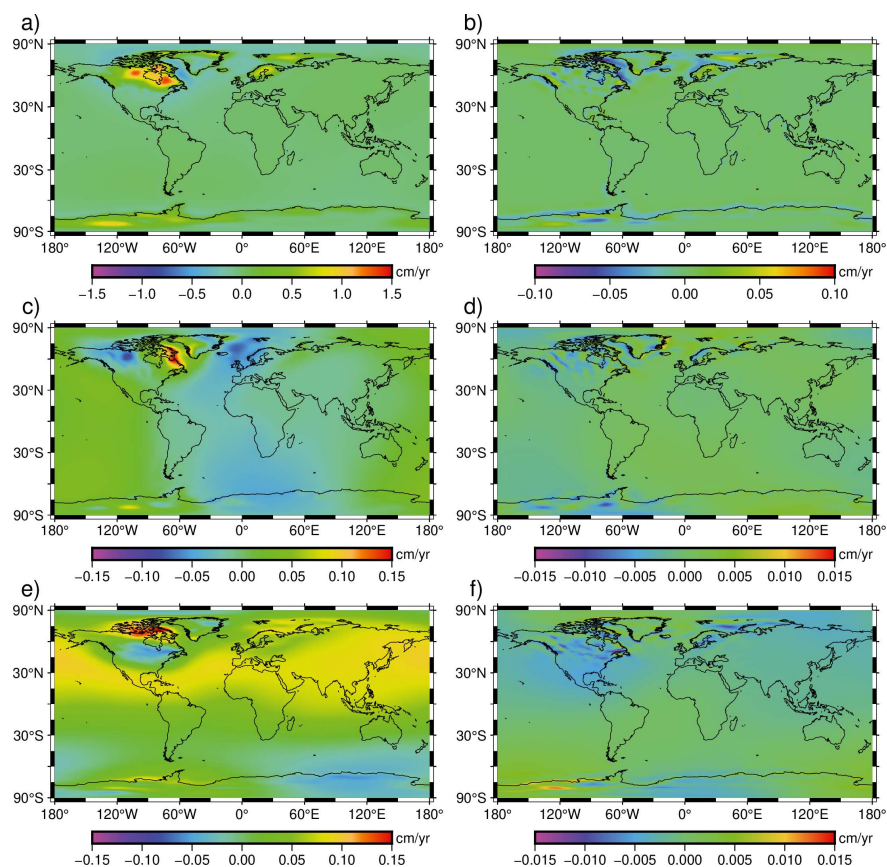 a)
90°N
30°N
30°S
90°S
180° 120°W 60°W 0° 60°E 120°E 180°
cm/yr
−1.5 −1.0 −0.5 0.0 0.5 1.0 1.5
b)
90°N
30°N
30°S
90°S
180° 120°W 60°W 0° 60°E 120°E 180°
cm/yr
−0.10 −0.05 0.00 0.05 0.10
c)
90°N
30°N
30°S
90°S
180° 120°W 60°W 0° 60°E 120°E 180°
cm/yr
−0.15 −0.10 −0.05 0.00 0.05 0.10 0.15
d)
90°N
30°N
30°S
90°S
180° 120°W 60°W 0° 60°E 120°E 180°
cm/yr
−0.015 −0.010 −0.005 0.000 0.005 0.010 0.015
e)
90°N
30°N
30°S
90°S
180° 120°W 60°W 0° 60°E 120°E 180°
cm/yr
−0.15 −0.10 −0.05 0.00 0.05 0.10 0.15
f)
90°N
30°N
30°S
90°S
180° 120°W 60°W 0° 60°E 120°E 180°
cm/yr
−0.015 −0.010 −0.005 0.000 0.005 0.010 0.015